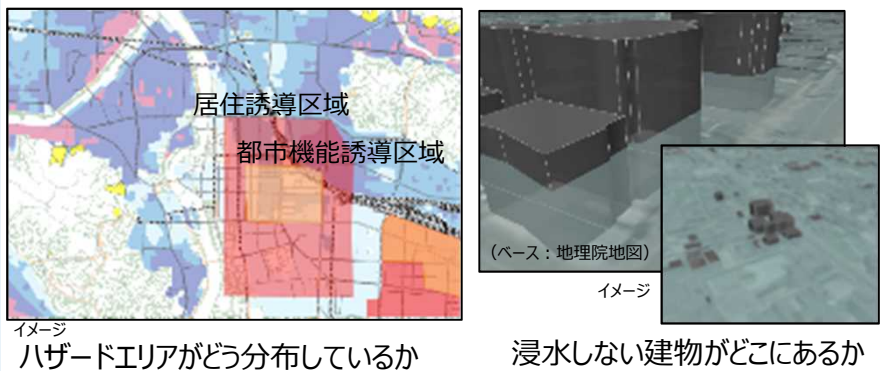 居住誘導区域
都市機能誘導区域
イメージ
ハザードエリアがどう分布しているか
(ベース：地理院地図)
イメージ
浸水しない建物がどこにあるか